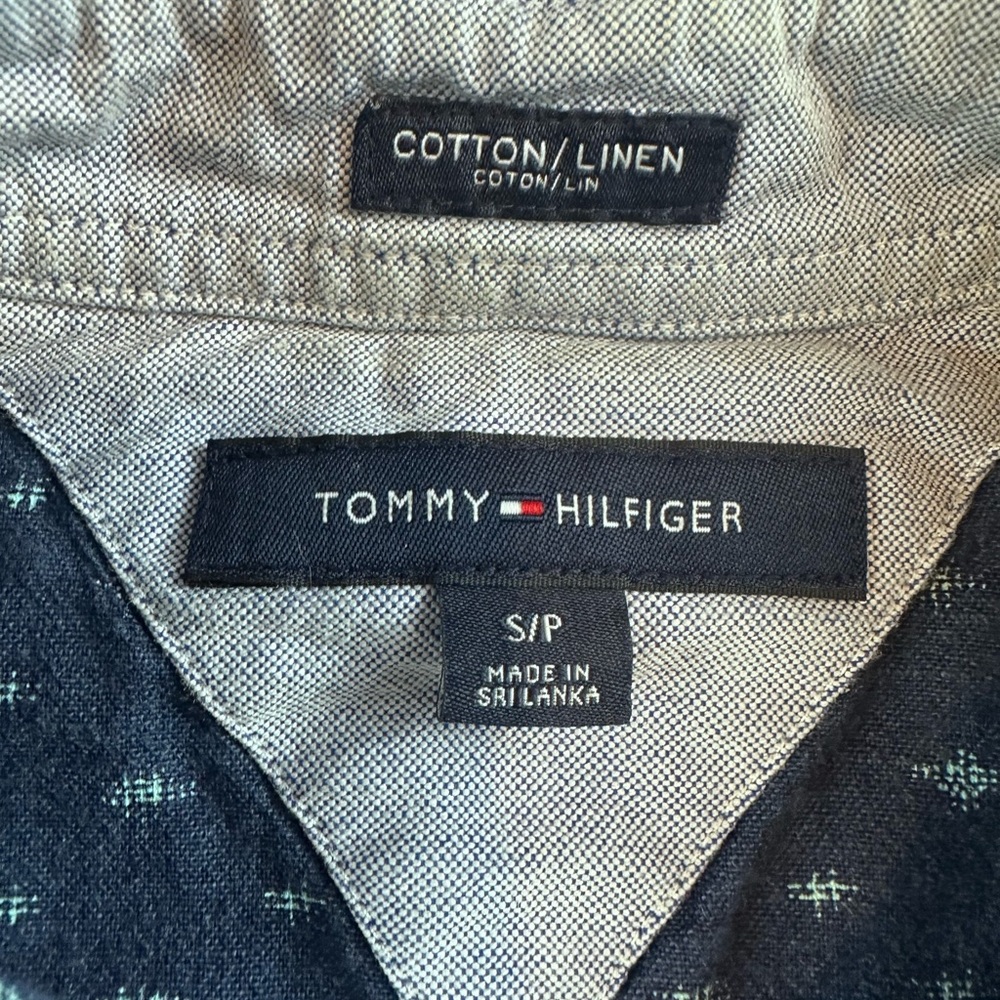 COTTON/LINEN
COTON/LIN
TOMMY HILFIGER
S/P
MADE IN
SRI LANKA